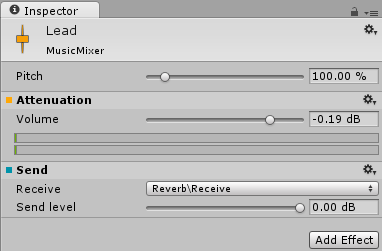 Inspector
Lead
MusicMixer
Pitch 100.00 %
Attenuation
Volume -0.19 dB
Send
Receive Reverb\Receive
Send level 0.00 dB
Add Effect